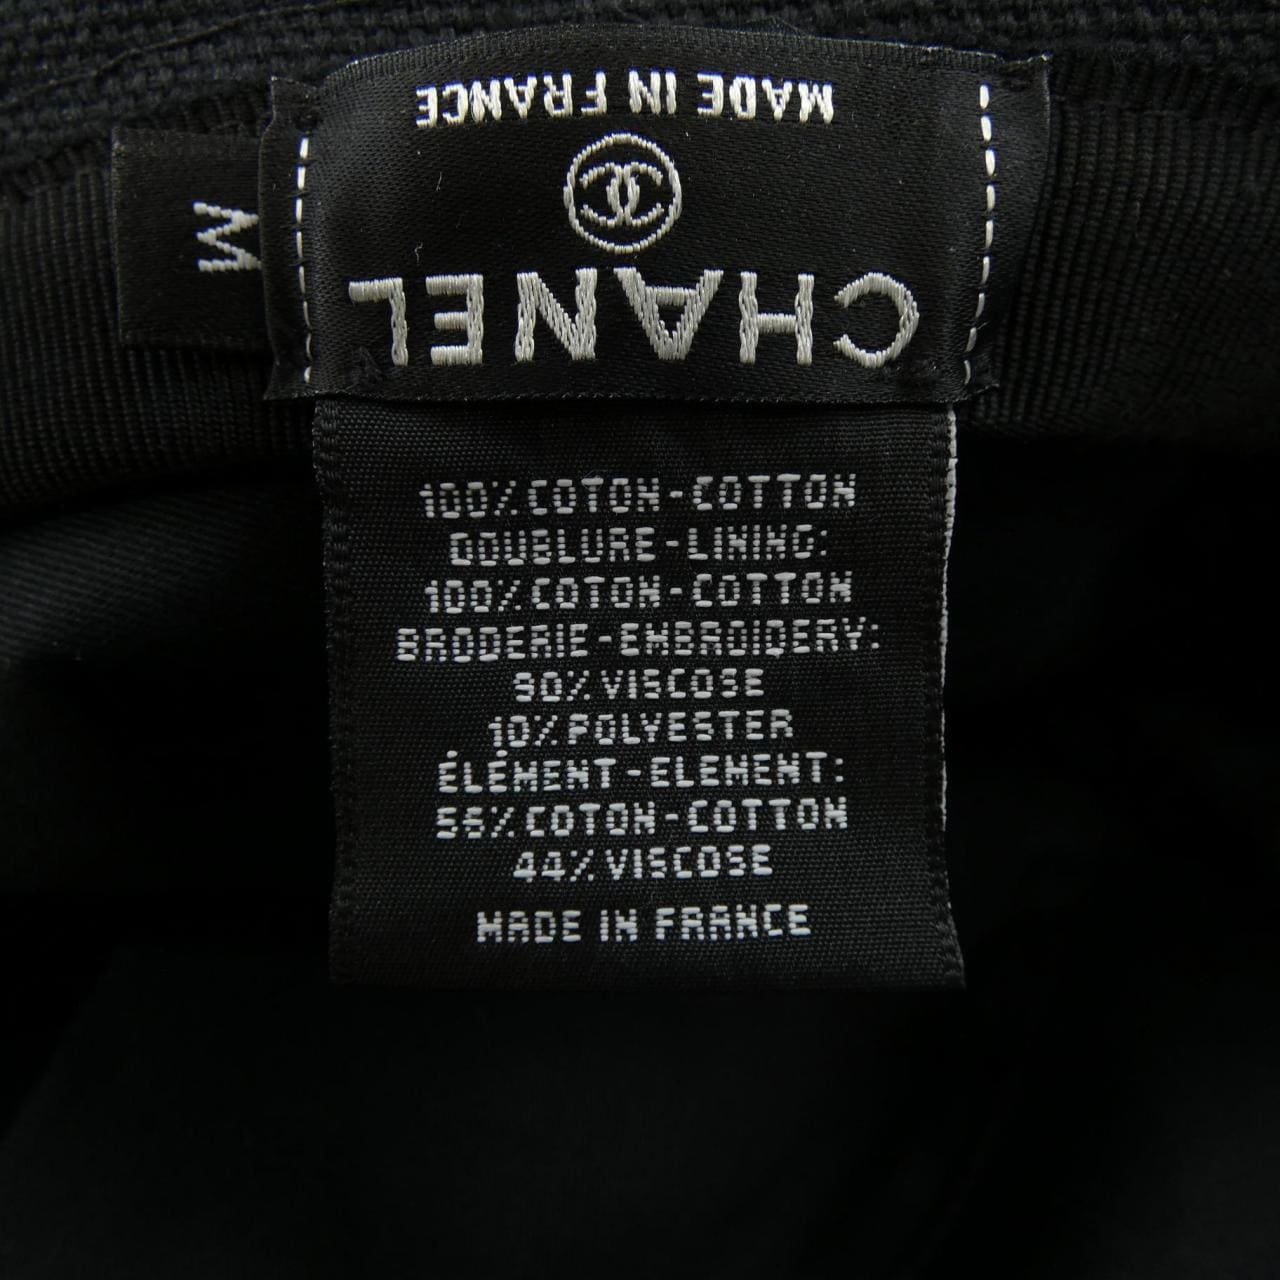 MADE IN FRANCE
CHANEL
M
100% COTON-COTTON
DOUBLURE-LINING:
100% COTON-COTTON
BRODERIE-EMBROIDERY:
90% VISCOSE
10% POLYESTER
ÉLÉMENT-ELEMENT:
56% COTON-COTTON
44% VISCOSE
MADE IN FRANCE